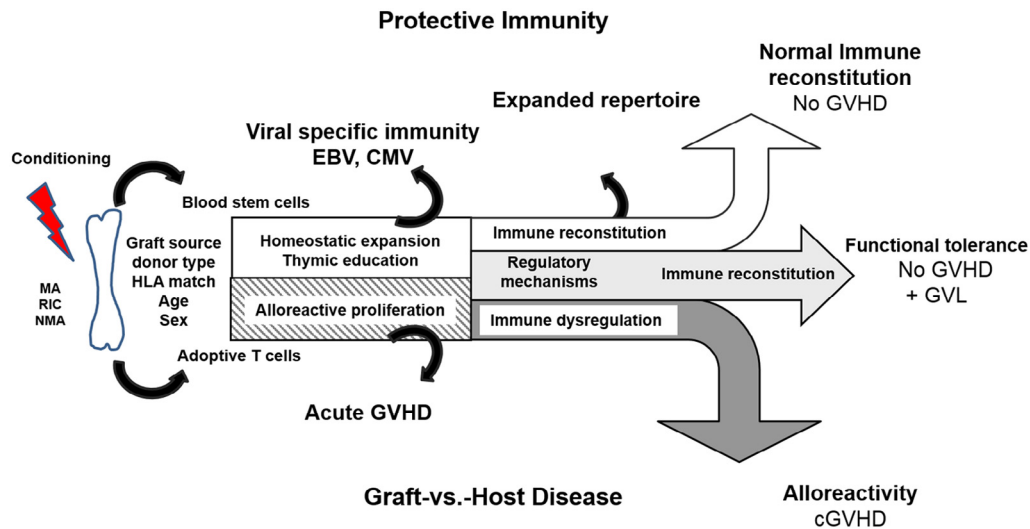 Protective Immunity
Normal Immune
reconstitution
No GVHD
Expanded repertoire
Viral specific immunity
EBV, CMV
Conditioning
Blood stem cells
Graft source
donor type
HLA match
Age
Sex
MA
RIC
NMA
Adoptive T cells
Homeostatic expansion
Thymic education
Alloreactive proliferation
Immune reconstitution
Regulatory
mechanisms
Immune reconstitution
Immune dysregulation
Functional tolerance
No GVHD
+ GVL
Acute GVHD
Graft-vs.-Host Disease
Alloreactivity
cGVHD